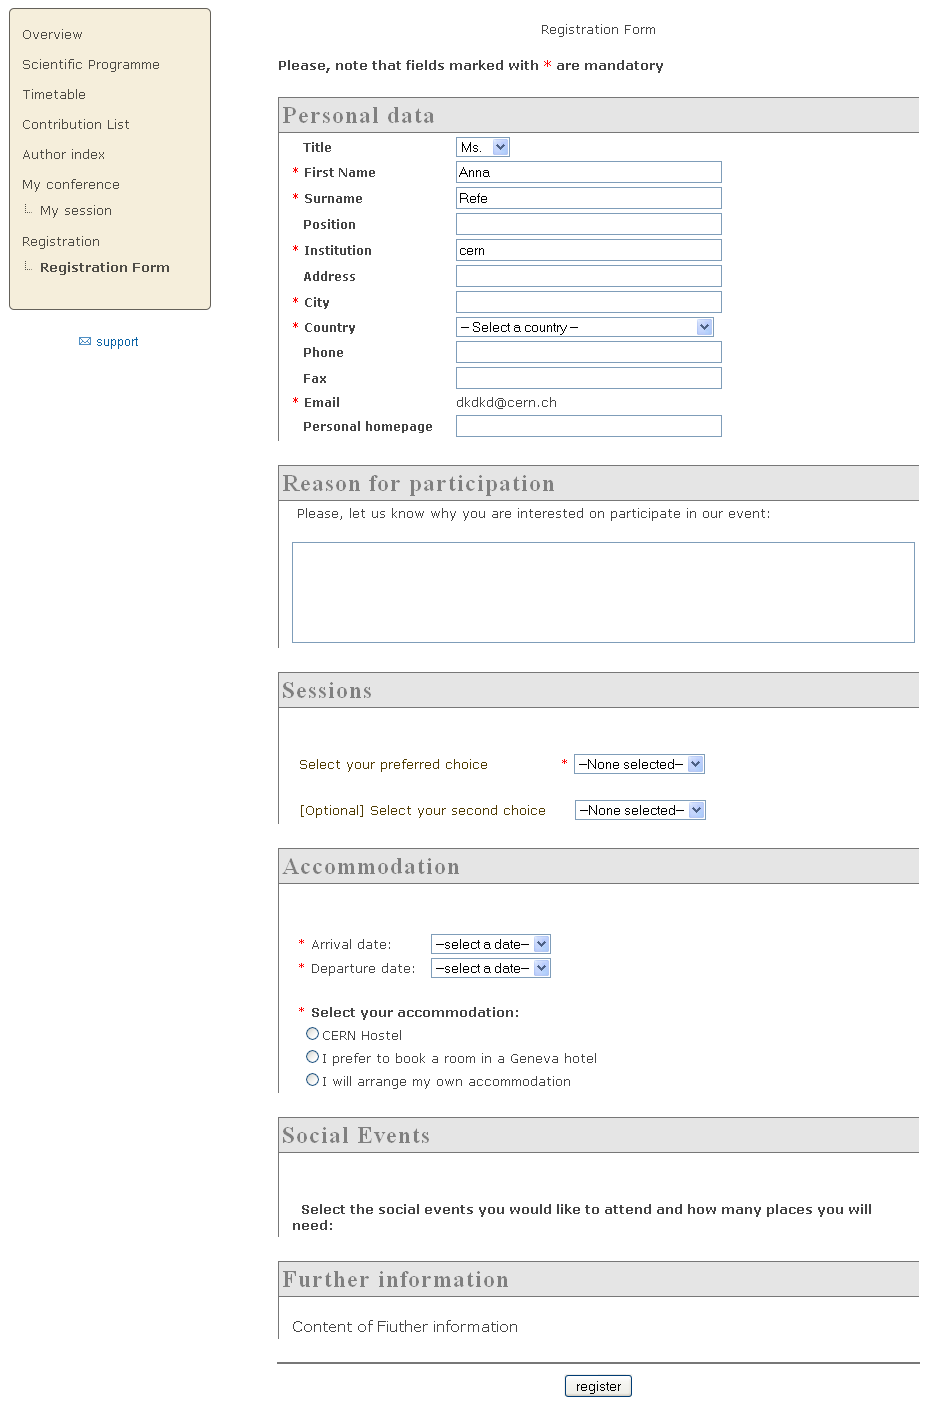 Overview
Scientific Programme
Timetable
Contribution List
Author index
My conference
My session
Registration
Registration Form
support
Registration Form
Please, note that fields marked with * are mandatory
Personal data
Title Ms.
* First Name Anna
* Surname Refe
Position
* Institution cern
Address
* City
* Country -- Select a country --
Phone
Fax
* Email dkdkd@cern.ch
Personal homepage
Reason for participation
Please, let us know why you are interested on participate in our event:
Sessions
Select your preferred choice * --None selected--
[Optional] Select your second choice --None selected--
Accommodation
* Arrival date: --select a date--
* Departure date: --select a date--
* Select your accommodation:
CERN Hostel
I prefer to book a room in a Geneva hotel
I will arrange my own accommodation
Social Events
Select the social events you would like to attend and how many places you will
need:
Further information
Content of Fiuther information
register